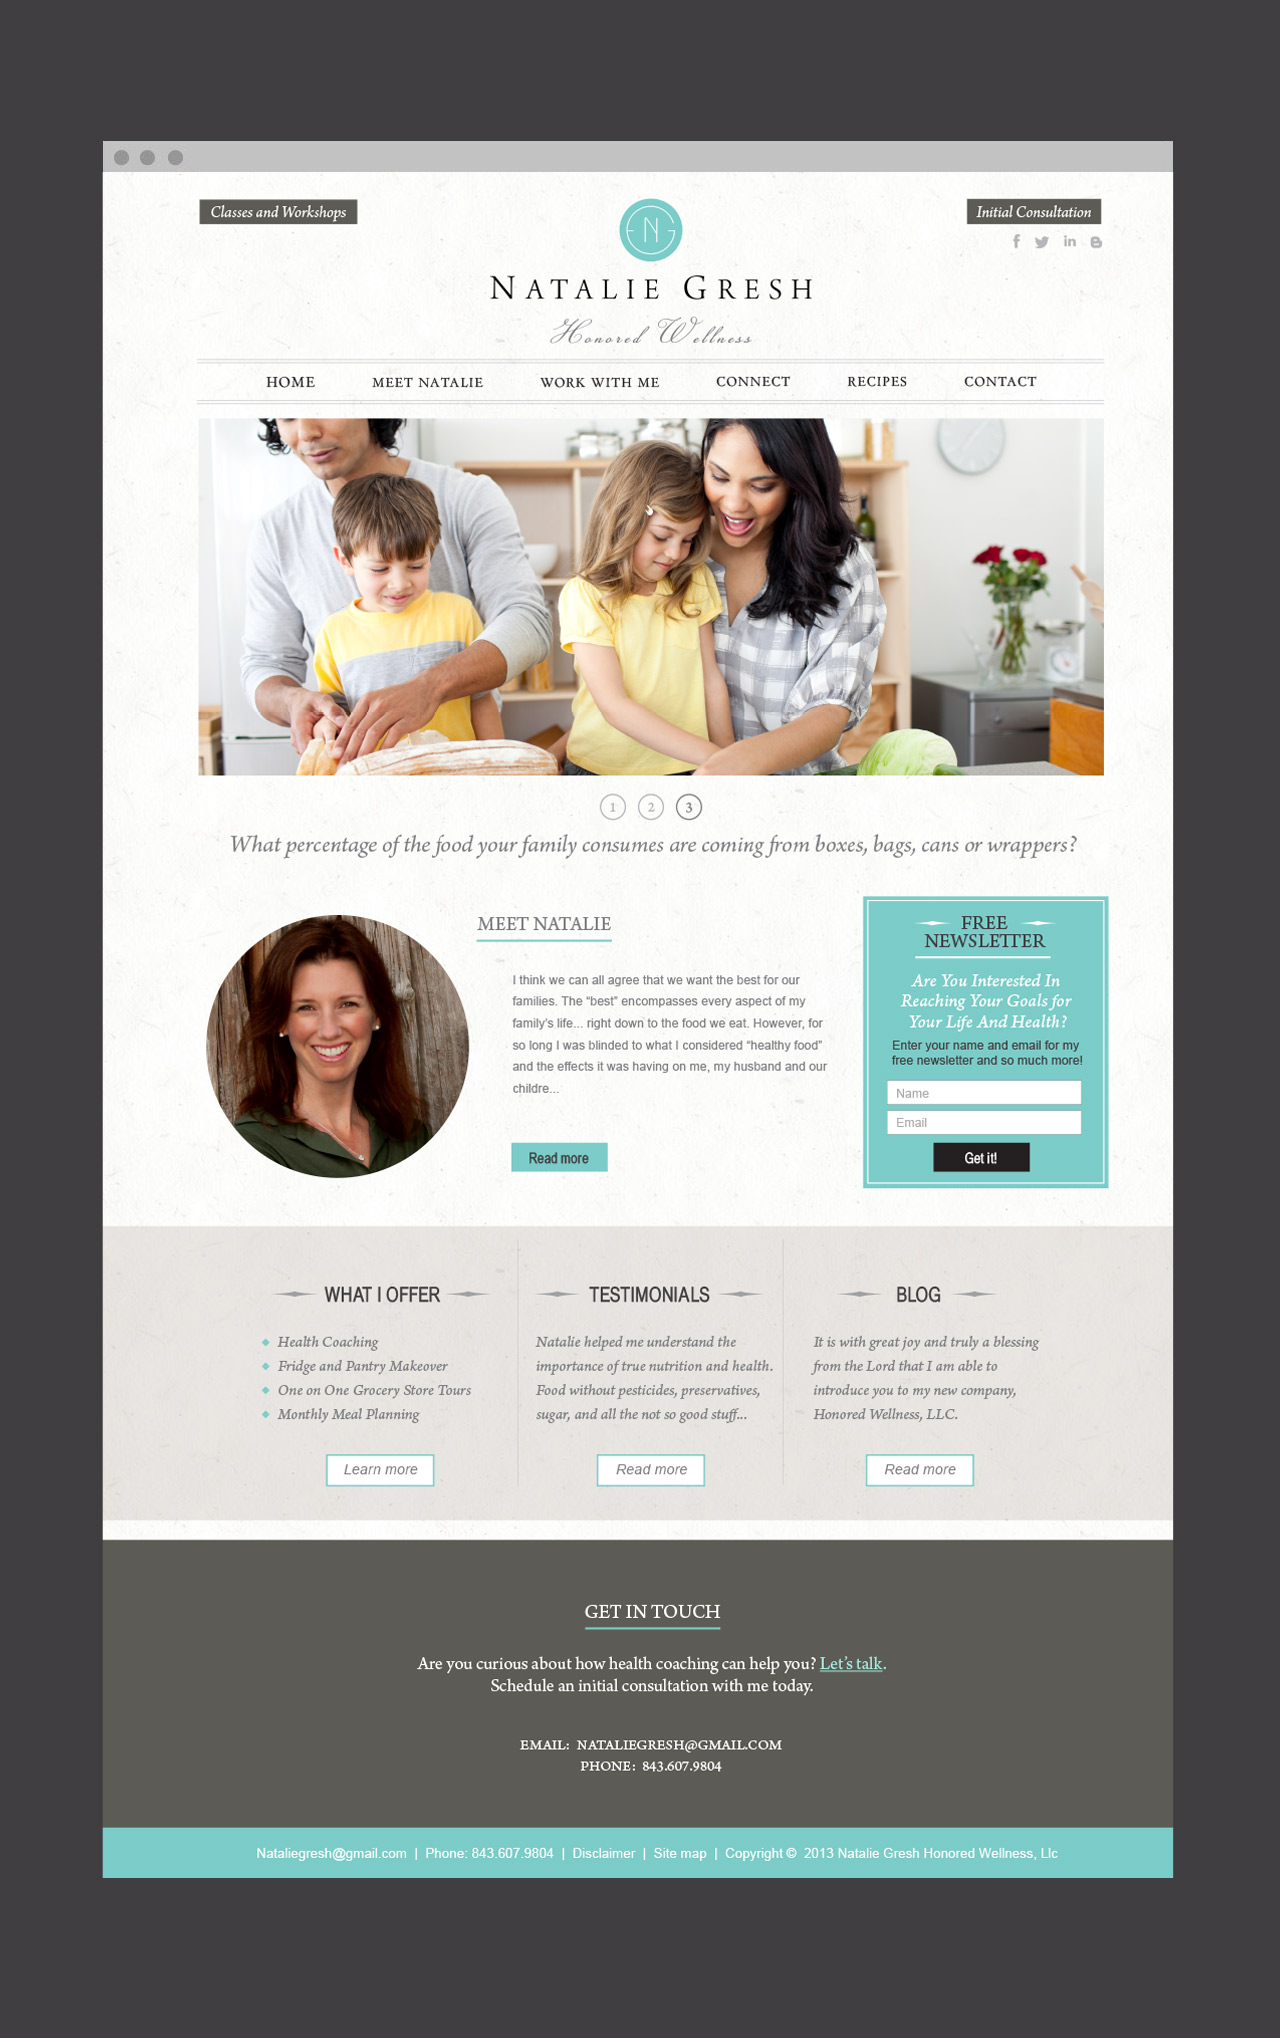 Classes and Workshops
Initial Consultation
NG
NATALIE GRESH
Honored Wellness
HOME MEET NATALIE WORK WITH ME CONNECT RECIPES CONTACT
1 2 3
What percentage of the food your family consumes are coming from boxes, bags, cans or wrappers?
MEET NATALIE
I think we can all agree that we want the best for our
families. The “best” encompasses every aspect of my
family’s life... right down to the food we eat. However, for
so long I was blinded to what I considered “healthy food”
and the effects it was having on me, my husband and our
childre...
Read more
FREE
NEWSLETTER
Are You Interested In
Reaching Your Goals for
Your Life And Health?
Enter your name and email for my
free newsletter and so much more!
Name
Email
Get it!
WHAT I OFFER
Health Coaching
Fridge and Pantry Makeover
One on One Grocery Store Tours
Monthly Meal Planning
Learn more
TESTIMONIALS
Natalie helped me understand the
importance of true nutrition and health.
Food without pesticides, preservatives,
sugar, and all the not so good stuff...
Read more
BLOG
It is with great joy and truly a blessing
from the Lord that I am able to
introduce you to my new company,
Honored Wellness, LLC.
Read more
GET IN TOUCH
Are you curious about how health coaching can help you? Let’s talk.
Schedule an initial consultation with me today.
EMAIL: NATALIEGRESH@GMAIL.COM
PHONE: 843.607.9804
Nataliegresh@gmail.com | Phone: 843.607.9804 | Disclaimer | Site map | Copyright © 2013 Natalie Gresh Honored Wellness, Llc